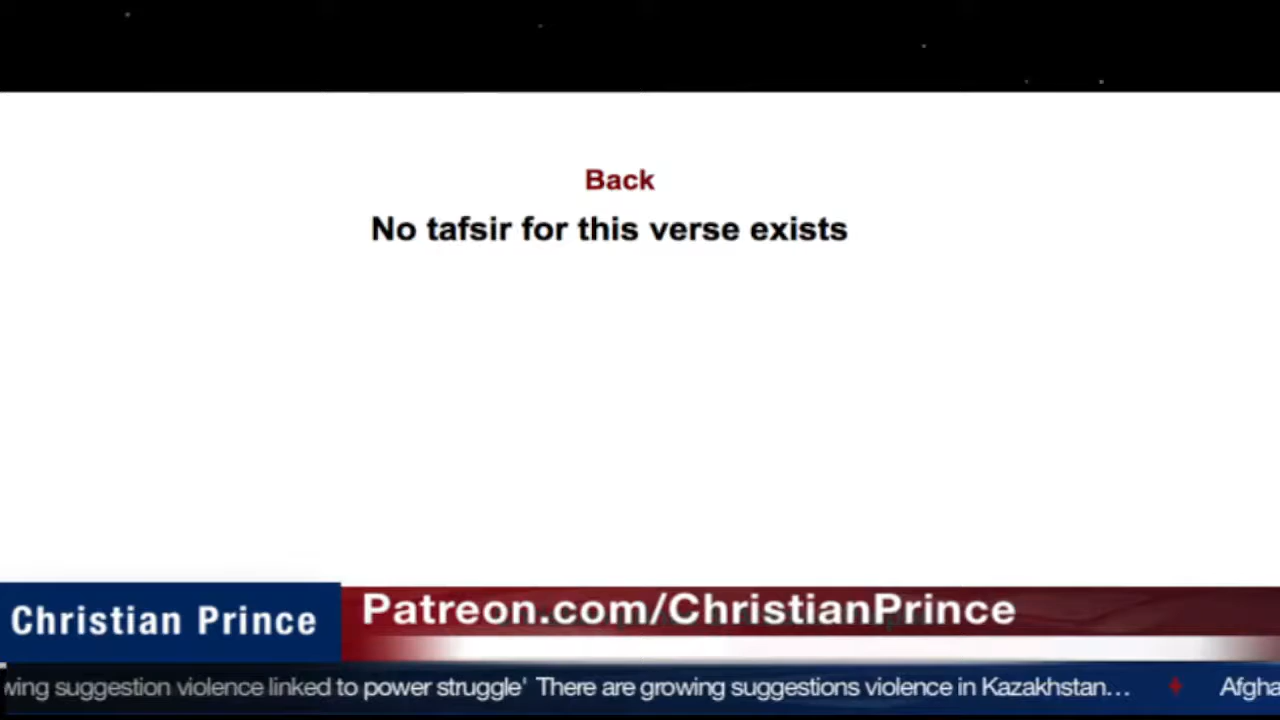 Back
No tafsir for this verse exists
Christian Prince
Patreon.com/ChristianPrince
wing suggestion violence linked to power struggle' There are growing suggestions violence in Kazakhstan... Afgha